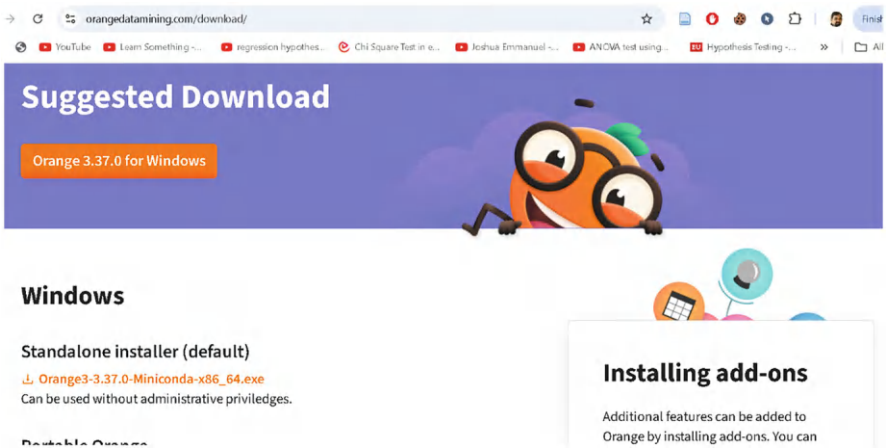 orangedatamining.com/download/
Finish
YouTube
Learn Something -...
regression hypothes...
Chi Square Test in e...
Joshua Emmanuel -...
ANOVA test using...
Hypothesis Testing -...
»
All
Suggested Download
Orange 3.37.0 for Windows
Windows
Standalone installer (default)
Orange3-3.37.0-Miniconda-x86_64.exe
Can be used without administrative priviledges.
Portable Orange
Installing add-ons
Additional features can be added to
Orange by installing add-ons. You can